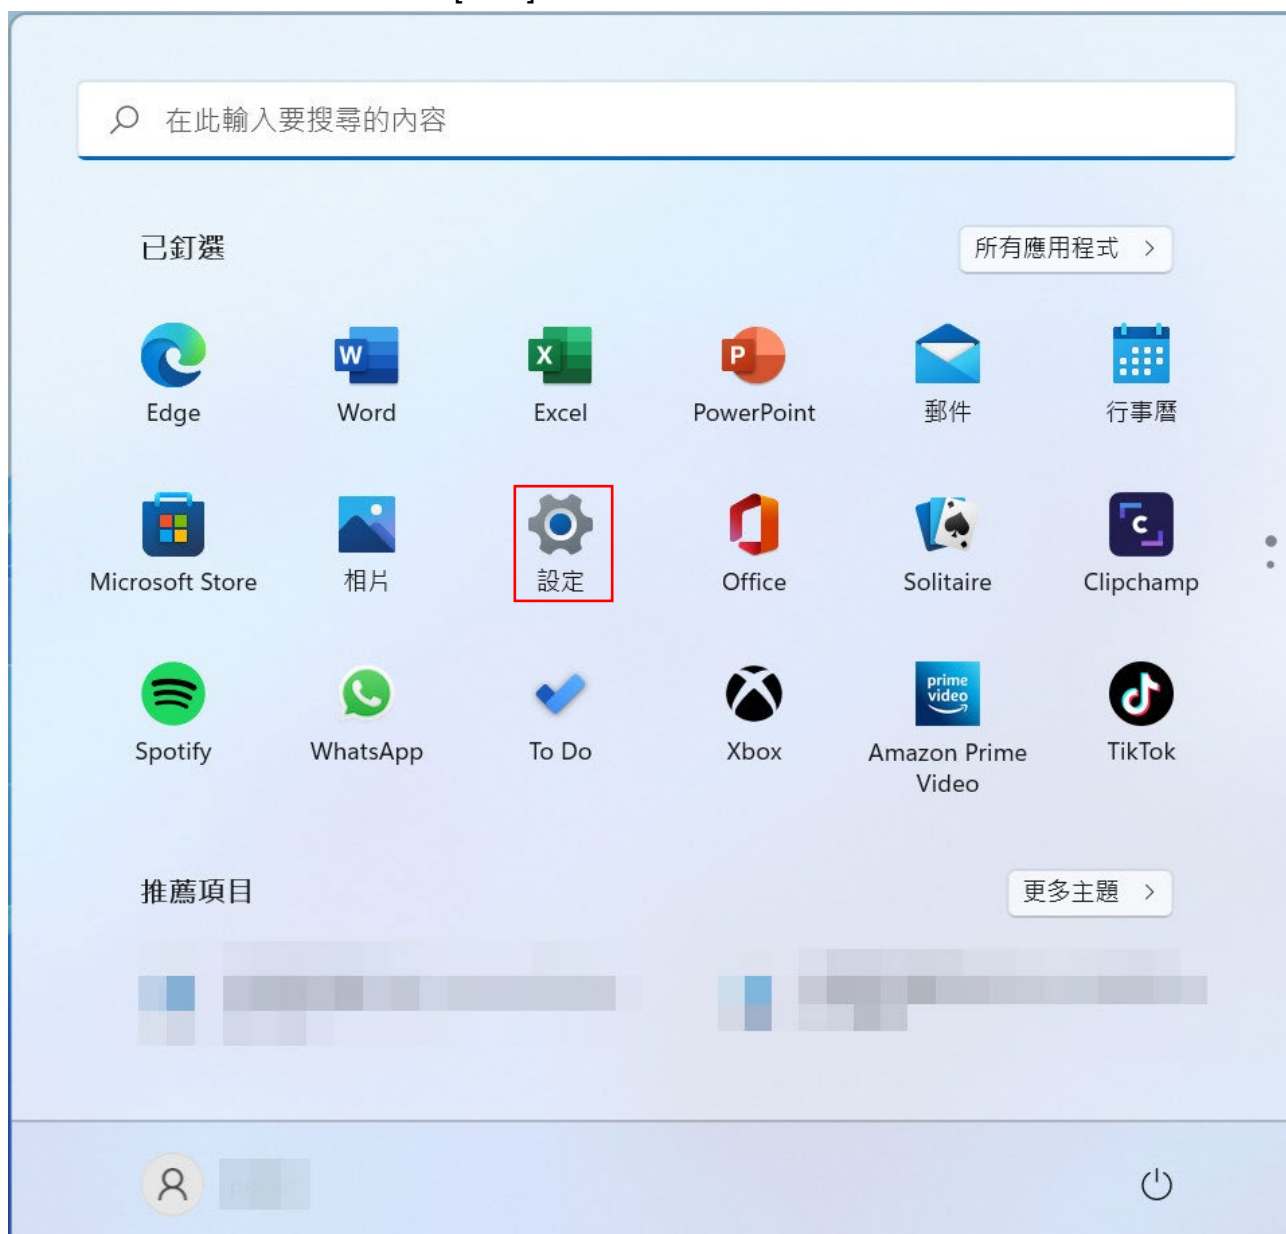 在此輸入要搜尋的內容
已釘選
所有應用程式 >
Edge
Word
Excel
PowerPoint
郵件
行事曆
Microsoft Store
相片
設定
Office
Solitaire
Clipchamp
Spotify
WhatsApp
To Do
Xbox
prime
video
Amazon Prime
Video
TikTok
推薦項目
更多主題 >